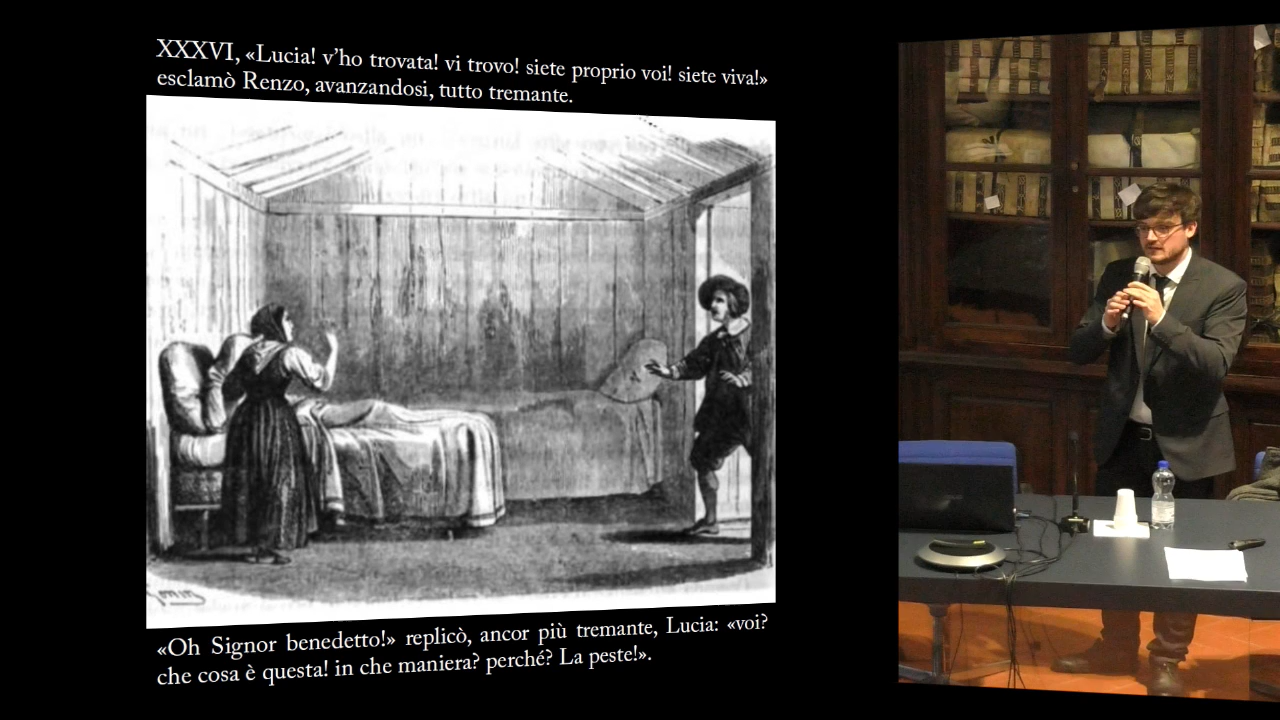 XXXVI, «Lucia! v’ho trovata! vi trovo! siete proprio voi! siete viva!»
esclamò Renzo, avanzandosi, tutto tremante.
«Oh Signor benedetto!» replicò, ancor più tremante, Lucia: «voi?
che cosa è questa! in che maniera? perché? La peste!».